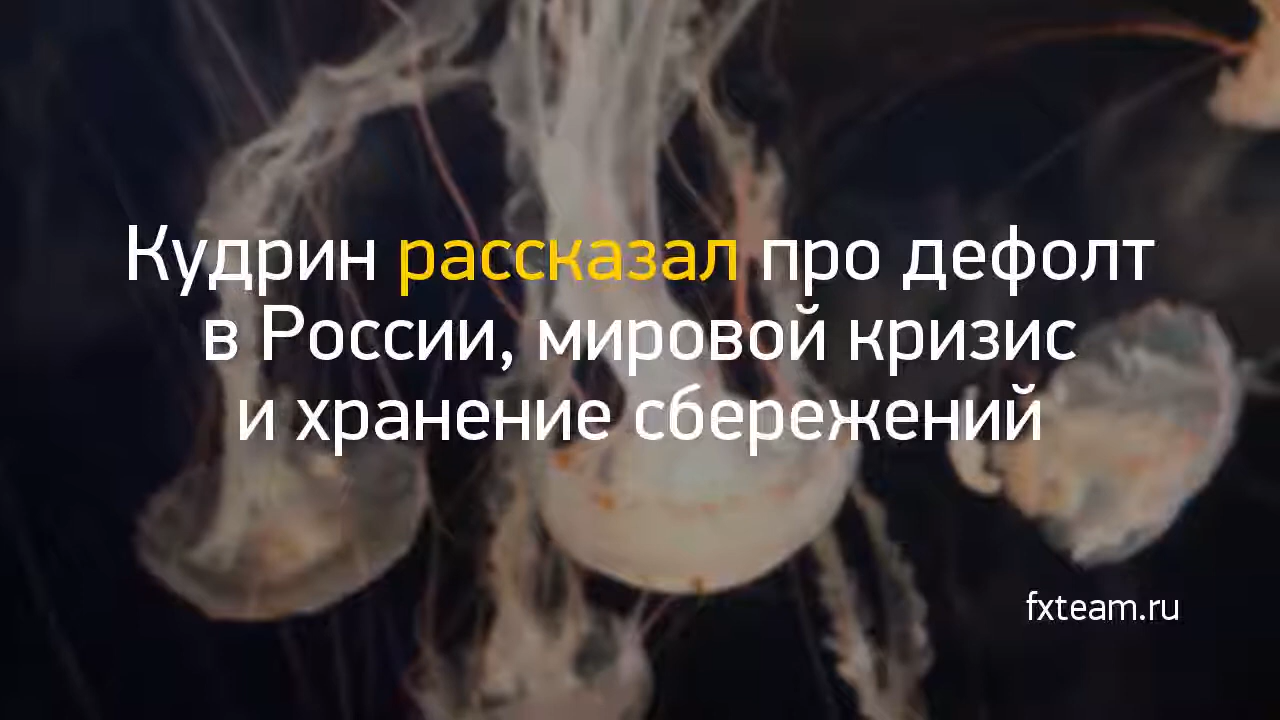 Кудрин рассказал про дефолт
в России, мировой кризис
и хранение сбережений
fxteam.ru